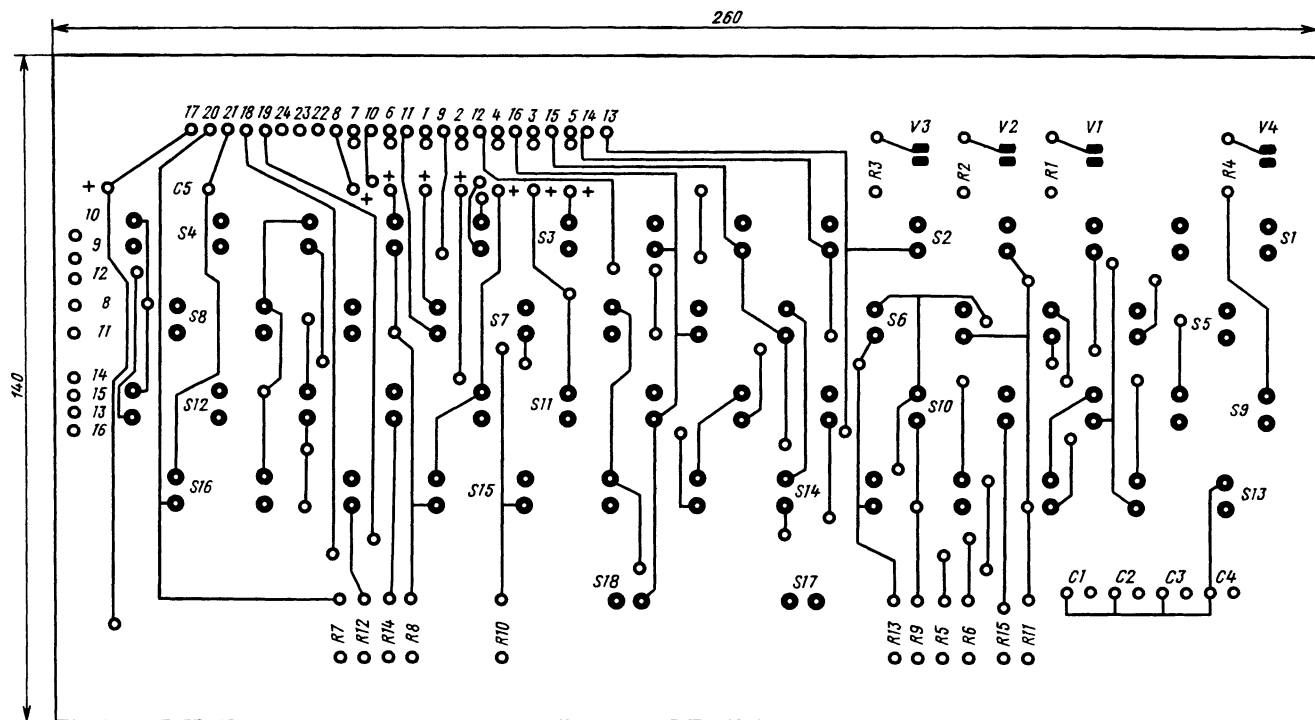 260
17 20 21 18 19 24 23 22 8 7 10 6 11 1 9 2 12 4 16 3 15 5 14 13
V3 V2 V1 V4
R3 R2 R1 R4
+ C5 + + + + + +
10 S4 S3 S2 S1
9
12
8 S8 S7 S6 S5
11
140
14
15 S12 S11 S10 S9
13
16
S16 S15 S14 S13
S18 S17 C1 C2 C3 C4
R7 R12 R14 R8 R10 R13 R9 R5 R6 R15 R11